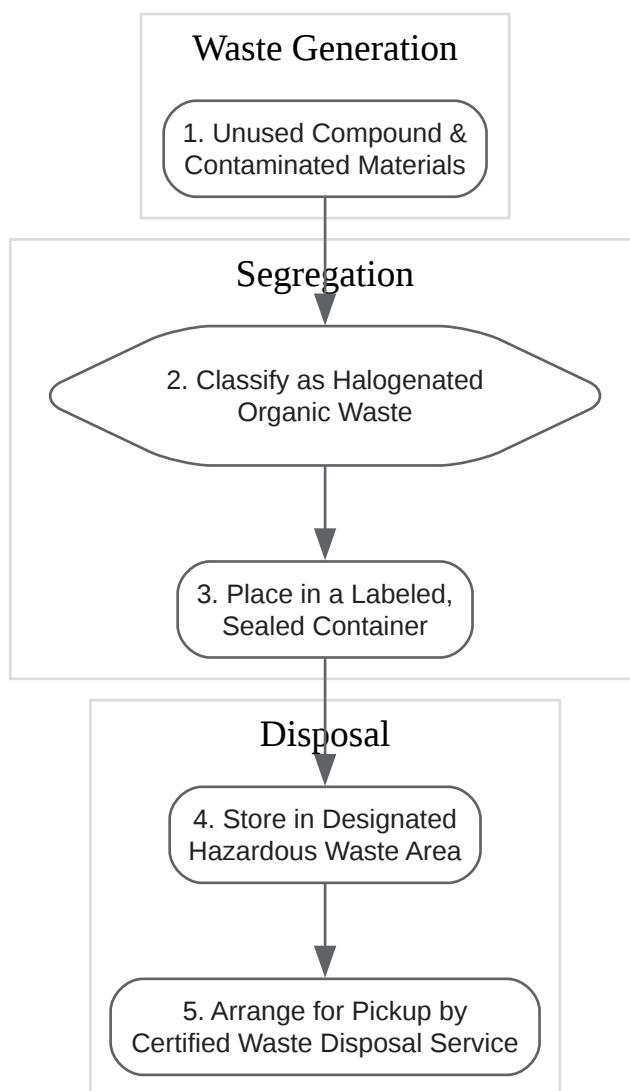 Waste Generation
1. Unused Compound &
Contaminated Materials
Segregation
2. Classify as Halogenated
Organic Waste
3. Place in a Labeled,
Sealed Container
Disposal
4. Store in Designated
Hazardous Waste Area
5. Arrange for Pickup by
Certified Waste Disposal Service